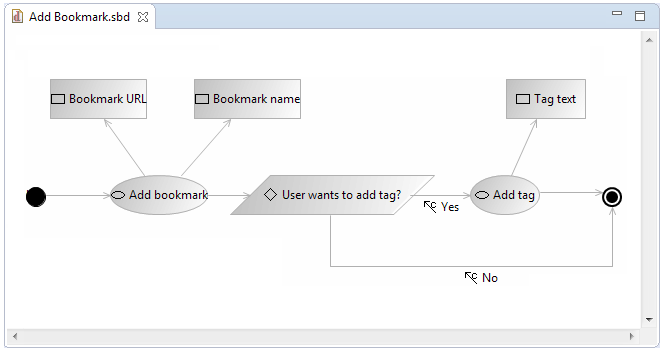 Add Bookmark.sbd
Bookmark URL
Bookmark name
Tag text
Add bookmark
User wants to add tag?
Add tag
Yes
No